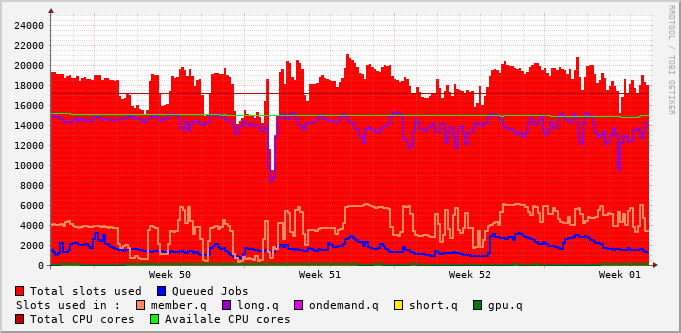 RRDTOOL / TOBI OETIKER
24000
22000
20000
18000
16000
14000
12000
10000
8000
6000
4000
2000
0
Week 50 Week 51 Week 52 Week 01
Total slots used Queued Jobs
Slots used in : member.q long.q ondemand.q short.q gpu.q
Total CPU cores Availale CPU cores